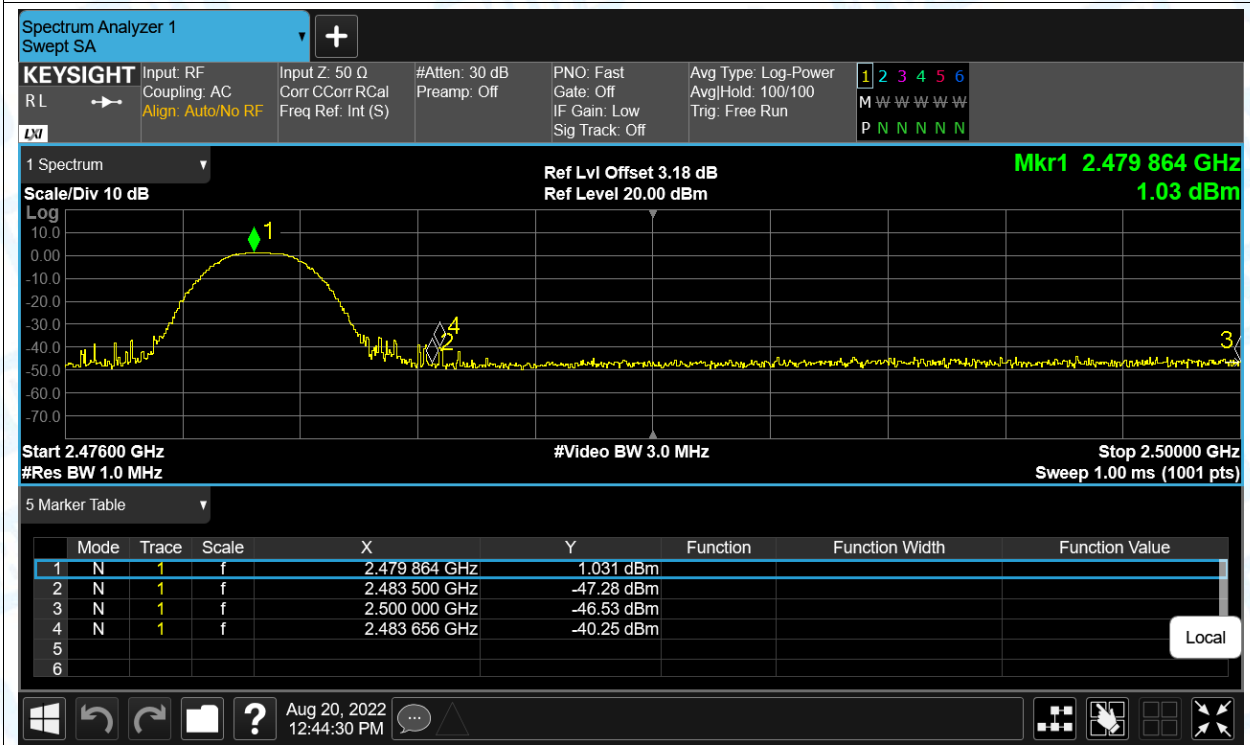 Spectrum Analyzer 1
Swept SA
KEYSIGHT
R L
LXI
Input: RF
Coupling: AC
Align: Auto/No RF
Input Z: 50 Ω
Corr CCorr RCal
Freq Ref: Int (S)
#Atten: 30 dB
Preamp: Off
PNO: Fast
Gate: Off
IF Gain: Low
Sig Track: Off
Avg Type: Log-Power
Avg|Hold: 100/100
Trig: Free Run
1 2 3 4 5 6
M W W W W W
P N N N N N
1 Spectrum
Scale/Div 10 dB
Ref Lvl Offset 3.18 dB
Ref Level 20.00 dBm
Mkr1 2.479 864 GHz
1.03 dBm
Log
10.0
0.00
-10.0
-20.0
-30.0
-40.0
-50.0
-60.0
-70.0
1
4
2
3
Start 2.47600 GHz
#Res BW 1.0 MHz
#Video BW 3.0 MHz
Stop 2.50000 GHz
Sweep 1.00 ms (1001 pts)
5 Marker Table
Mode Trace Scale X Y Function Function Width Function Value
1 N 1 f 2.479 864 GHz 1.031 dBm
2 N 1 f 2.483 500 GHz -47.28 dBm
3 N 1 f 2.500 000 GHz -46.53 dBm
4 N 1 f 2.483 656 GHz -40.25 dBm
5
6
Local
?
Aug 20, 2022
12:44:30 PM